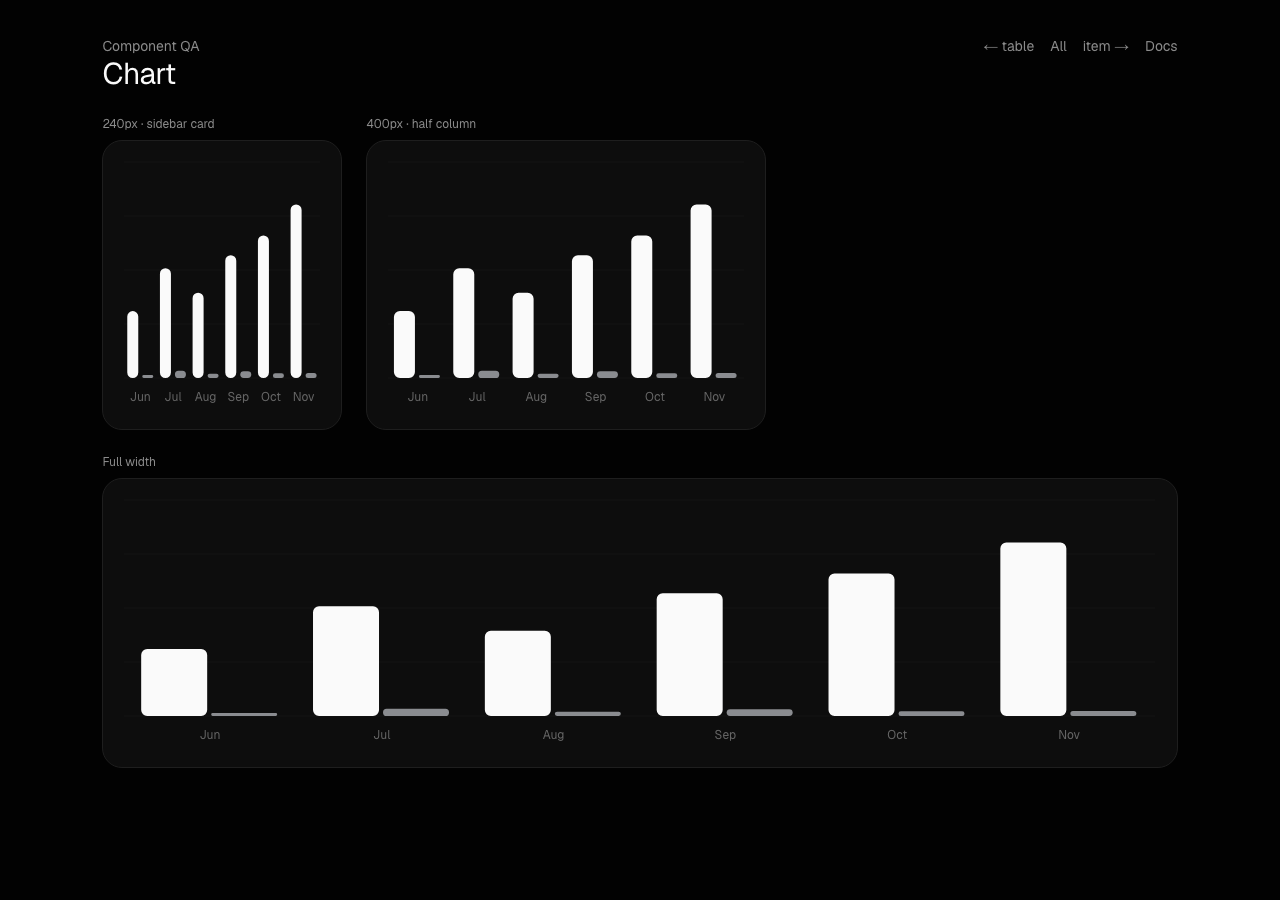 Component QA
← table All item → Docs
Chart
240px · sidebar card
400px · half column
Jun Jul Aug Sep Oct Nov
Jun Jul Aug Sep Oct Nov
Full width
Jun Jul Aug Sep Oct Nov